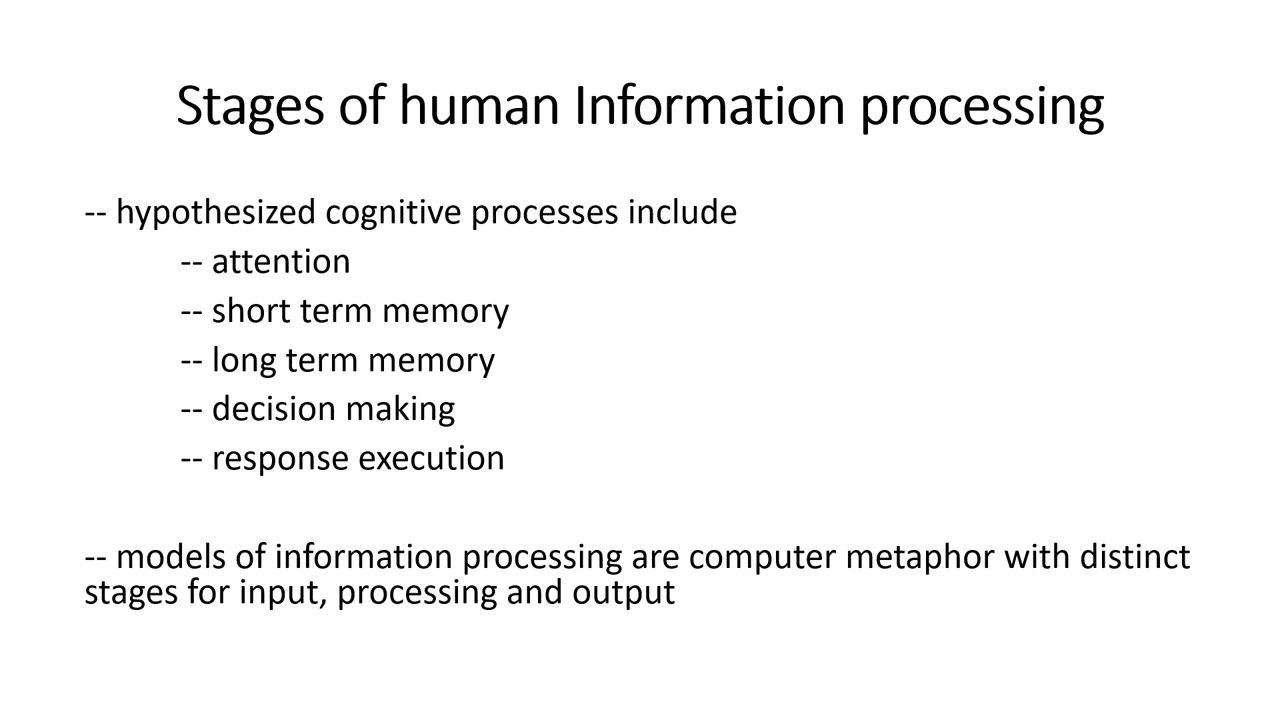 Stages of human Information processing
-- hypothesized cognitive processes include
-- attention
-- short term memory
-- long term memory
-- decision making
-- response execution
-- models of information processing are computer metaphor with distinct
stages for input, processing and output